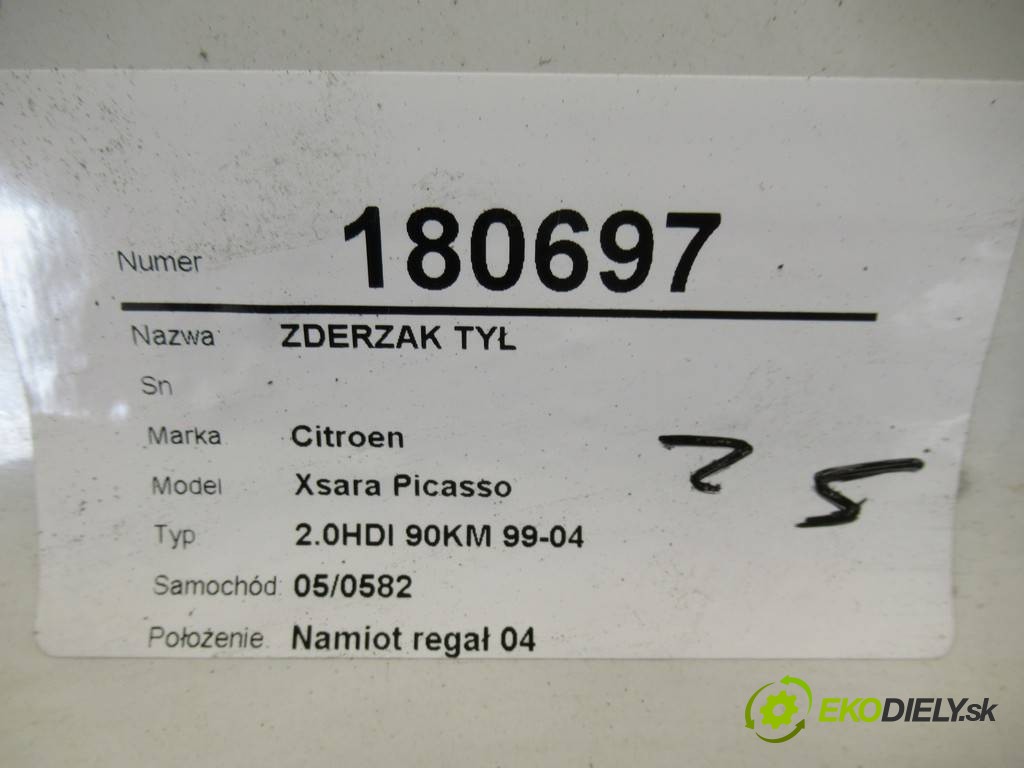 Numer 180697
Nazwa ZDERZAK TYŁ
Sn
Marka Citroen
Model Xsara Picasso
Typ 2.0HDI 90KM 99-04
Samochód 05/0582
Położenie Namiot regał 04
25
EKODIELY.sk